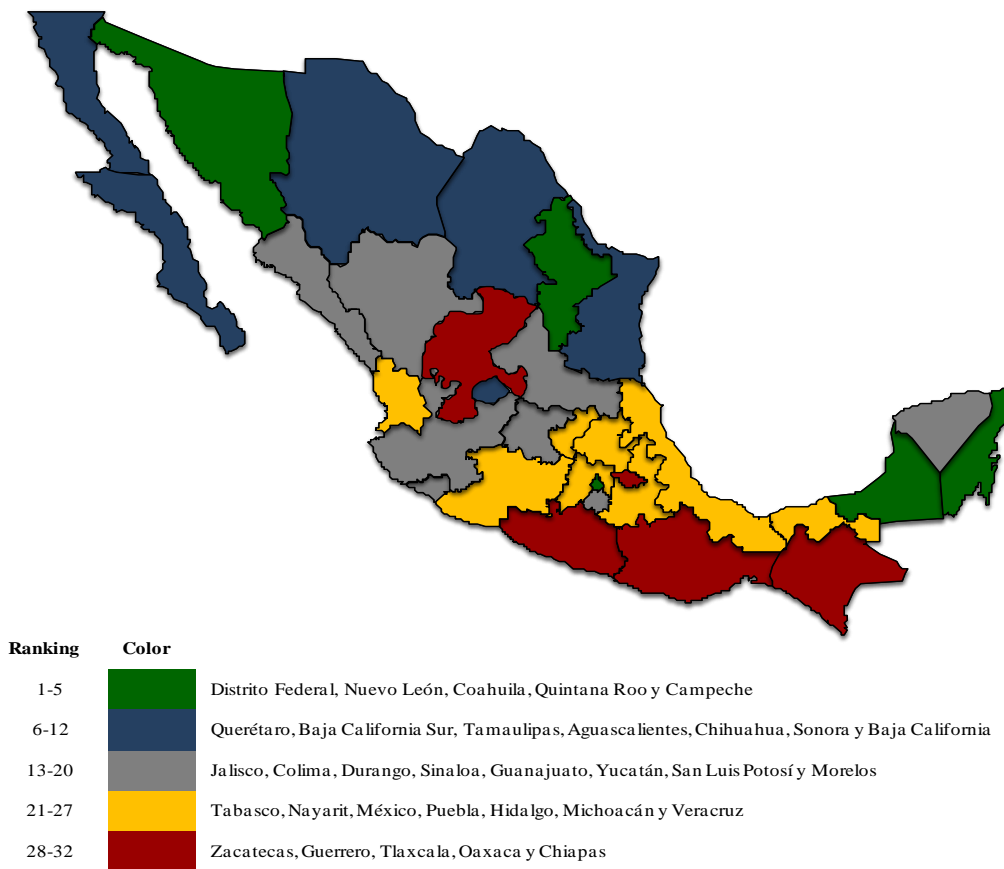 Ranking Color
1-5 Distrito Federal, Nuevo León, Coahuila, Quintana Roo y Campeche
6-12 Querétaro, Baja California Sur, Tamaulipas, Aguascalientes, Chihuahua, Sonora y Baja California
13-20 Jalisco, Colima, Durango, Sinaloa, Guanajuato, Yucatán, San Luis Potosí y Morelos
21-27 Tabasco, Nayarit, México, Puebla, Hidalgo, Michoacán y Veracruz
28-32 Zacatecas, Guerrero, Tlaxcala, Oaxaca y Chiapas